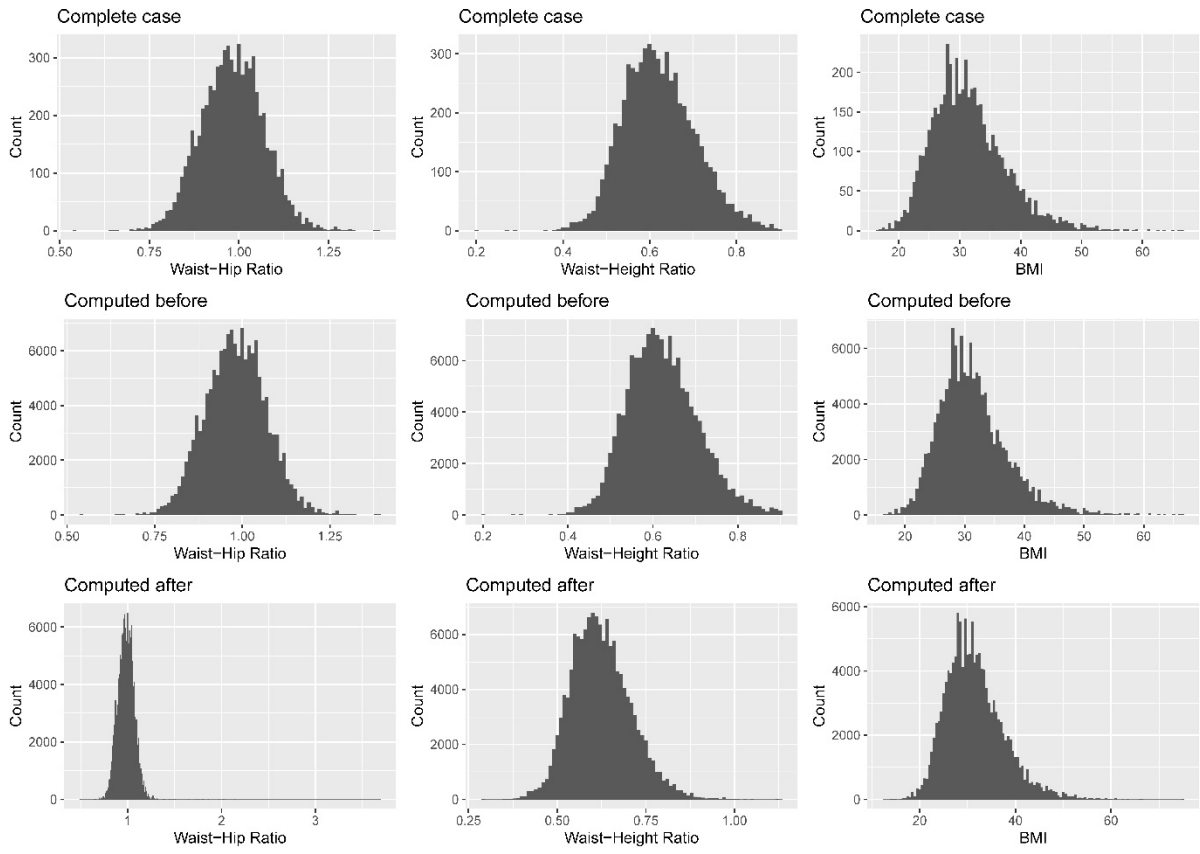 Complete case
Complete case
Complete case
300
200
100
0
Count
0.50
0.75
1.00
1.25
Waist-Hip Ratio
300
200
100
0
Count
0.2
0.4
0.6
0.8
Waist-Height Ratio
200
150
100
50
0
Count
20
30
40
50
60
BMI
Computed before
Computed before
Computed before
6000
4000
2000
0
Count
0.50
0.75
1.00
1.25
Waist-Hip Ratio
6000
4000
2000
0
Count
0.2
0.4
0.6
0.8
Waist-Height Ratio
6000
4000
2000
0
Count
20
30
40
50
60
BMI
Computed after
Computed after
Computed after
6000
4000
2000
0
Count
1
2
3
Waist-Hip Ratio
6000
4000
2000
0
Count
0.25
0.50
0.75
1.00
Waist-Height Ratio
6000
4000
2000
0
Count
20
40
60
BMI